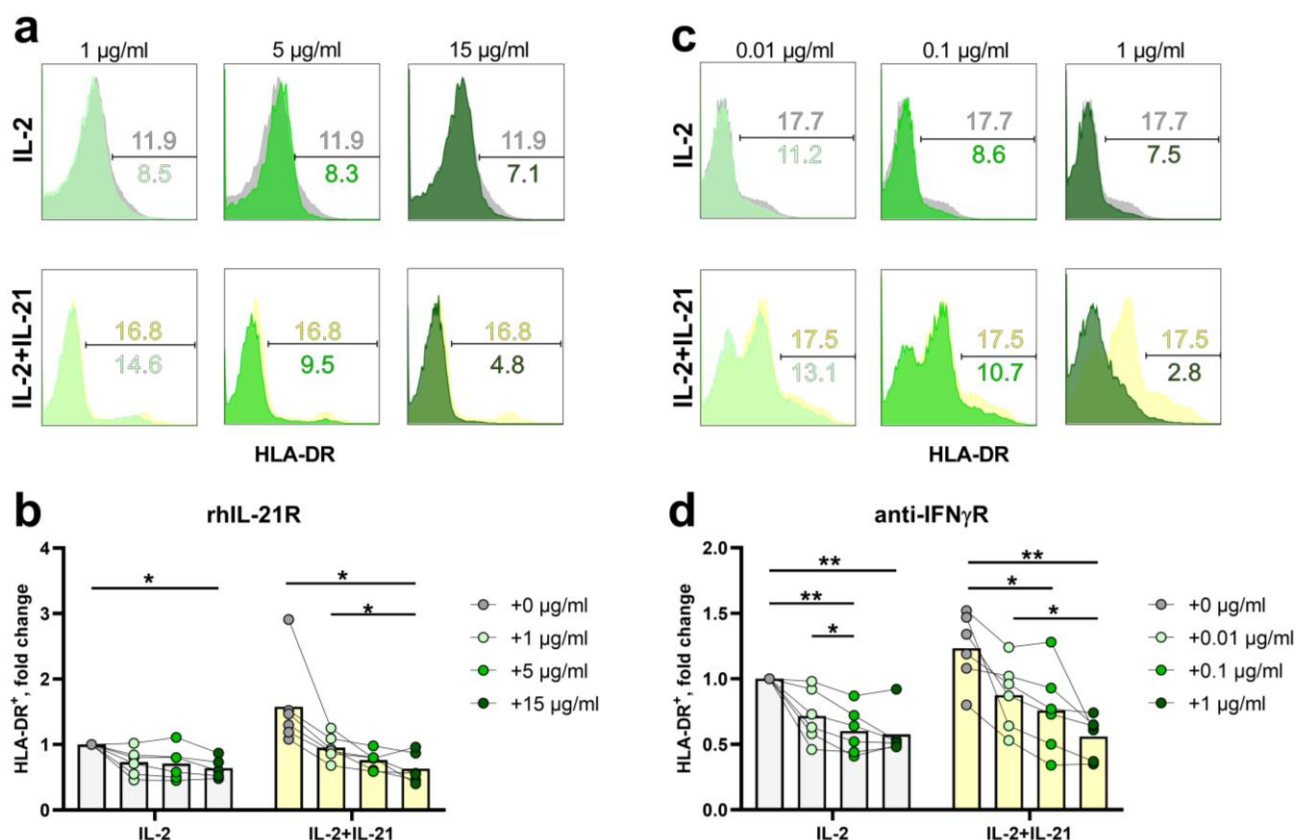 a
1 µg/ml 5 µg/ml 15 µg/ml
IL-2
11.9 11.9 11.9
8.5 8.3 7.1
IL-2+IL-21
16.8 16.8 16.8
14.6 9.5 4.8
HLA-DR
c
0.01 µg/ml 0.1 µg/ml 1 µg/ml
IL-2
17.7 17.7 17.7
11.2 8.6 7.5
IL-2+IL-21
17.5 17.5 17.5
13.1 10.7 2.8
HLA-DR
b
rhIL-21R
HLA-DR+, fold change
4
3
2
1
0
*
*
*
IL-2 IL-2+IL-21
+0 µg/ml
+1 µg/ml
+5 µg/ml
+15 µg/ml
d
anti-IFNγR
HLA-DR+, fold change
2.0
1.5
1.0
0.5
0.0
**
**
*
**
*
*
IL-2 IL-2+IL-21
+0 µg/ml
+0.01 µg/ml
+0.1 µg/ml
+1 µg/ml